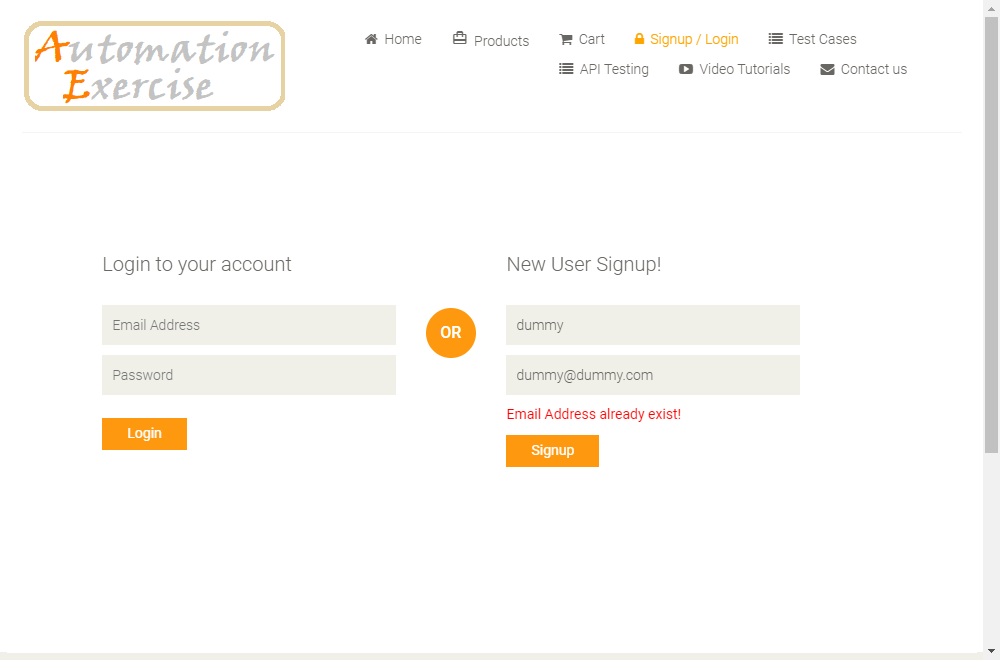 Automation
Exercise
Home
Products
Cart
Signup / Login
Test Cases
API Testing
Video Tutorials
Contact us
Login to your account
Email Address
Password
Login
OR
New User Signup!
dummy
dummy@dummy.com
Email Address already exist!
Signup